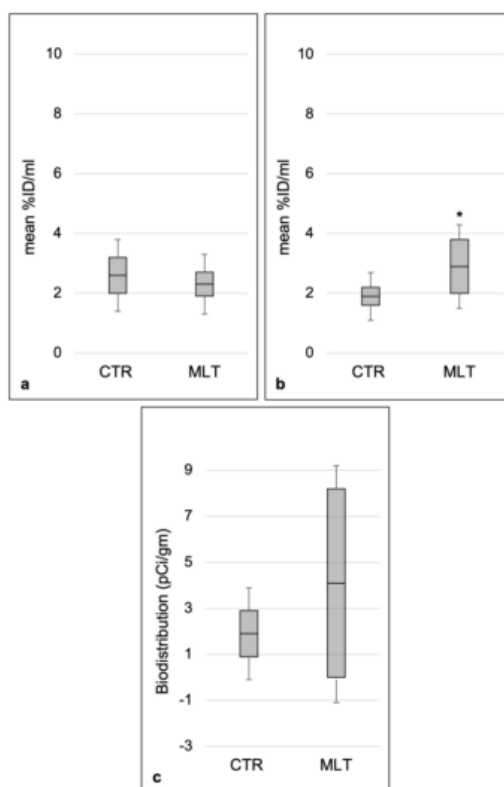 10
8
6
4
2
0
mean %ID/ml
CTR MLT
a
10
8
6
4
2
0
mean %ID/ml
*
CTR MLT
b
9
7
5
3
1
-1
-3
Biodistribution (pCi/gm)
CTR MLT
c